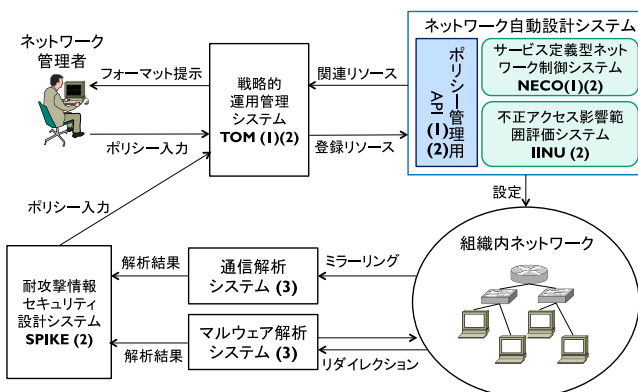 ネットワーク自動設計システム
ネットワーク
管理者
フォーマット提示
ポリシー入力
戦略的
運用管理
システム
TOM (1)(2)
関連リソース
登録リソース
ポリシー管理用
API (1)
(2)
サービス定義型ネット
ワーク制御システム
NECO(1)(2)
不正アクセス影響範
囲評価システム
IINU (2)
設定
ポリシー入力
組織内ネットワーク
耐攻撃情報
セキュリティ
設計システム
SPIKE (2)
解析結果
通信解析
システム (3)
ミラーリング
解析結果
マルウェア解析
システム (3)
リダイレクション